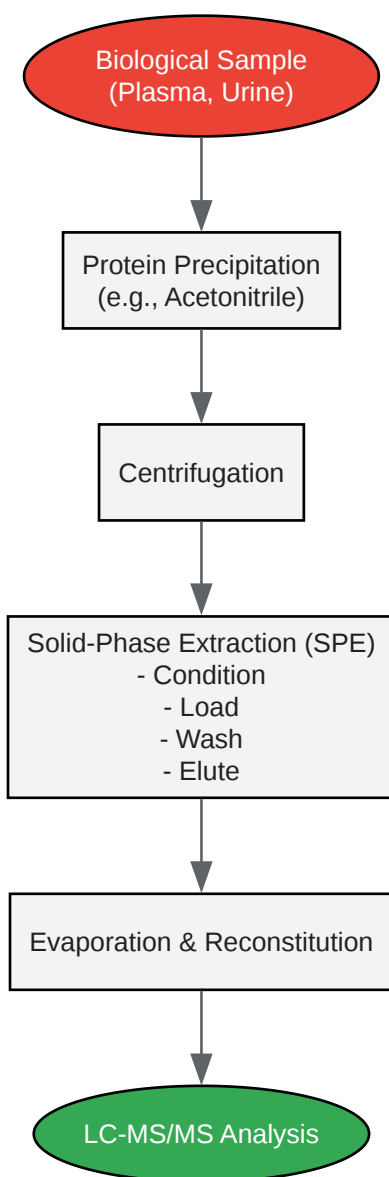 Biological Sample
(Plasma, Urine)
Protein Precipitation
(e.g., Acetonitrile)
Centrifugation
Solid-Phase Extraction (SPE)
- Condition
- Load
- Wash
- Elute
Evaporation & Reconstitution
LC-MS/MS Analysis